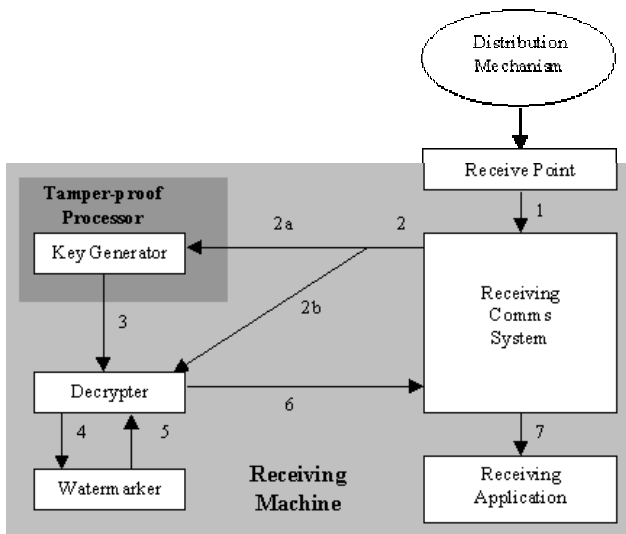 Distribution
Mechanism
Receive Point
Tamper-proof
Processor
1
2a
2
Key Generator
Receiving
Comms
System
3
2b
Decrypter
6
4
5
7
Watermarker
Receiving
Machine
Receiving
Application